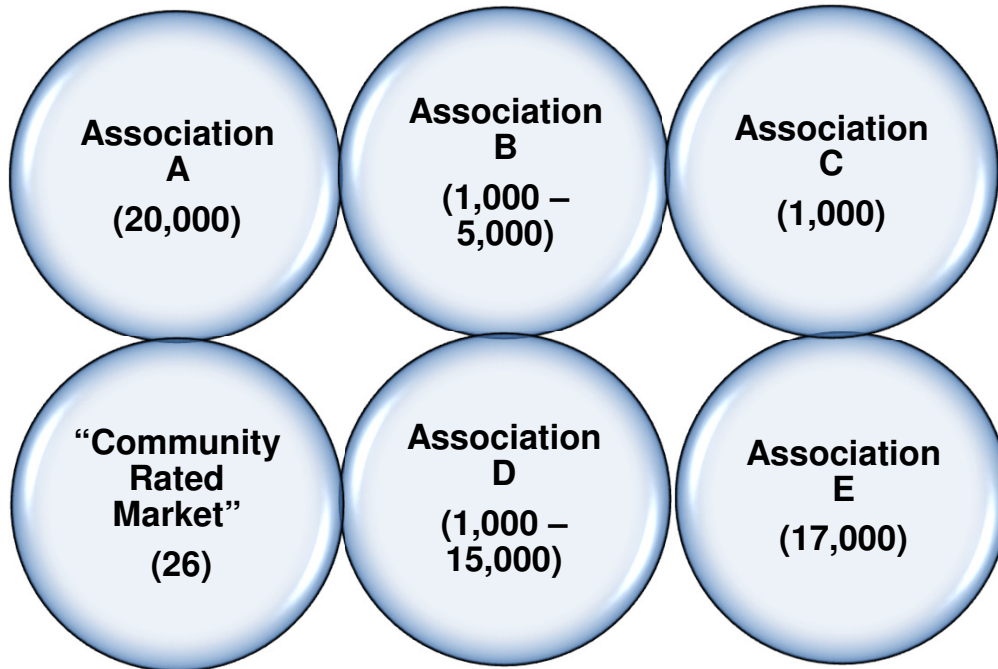 Association
A
(20,000)
Association
B
(1,000 –
5,000)
Association
C
(1,000)
“Community
Rated
Market”
(26)
Association
D
(1,000 –
15,000)
Association
E
(17,000)